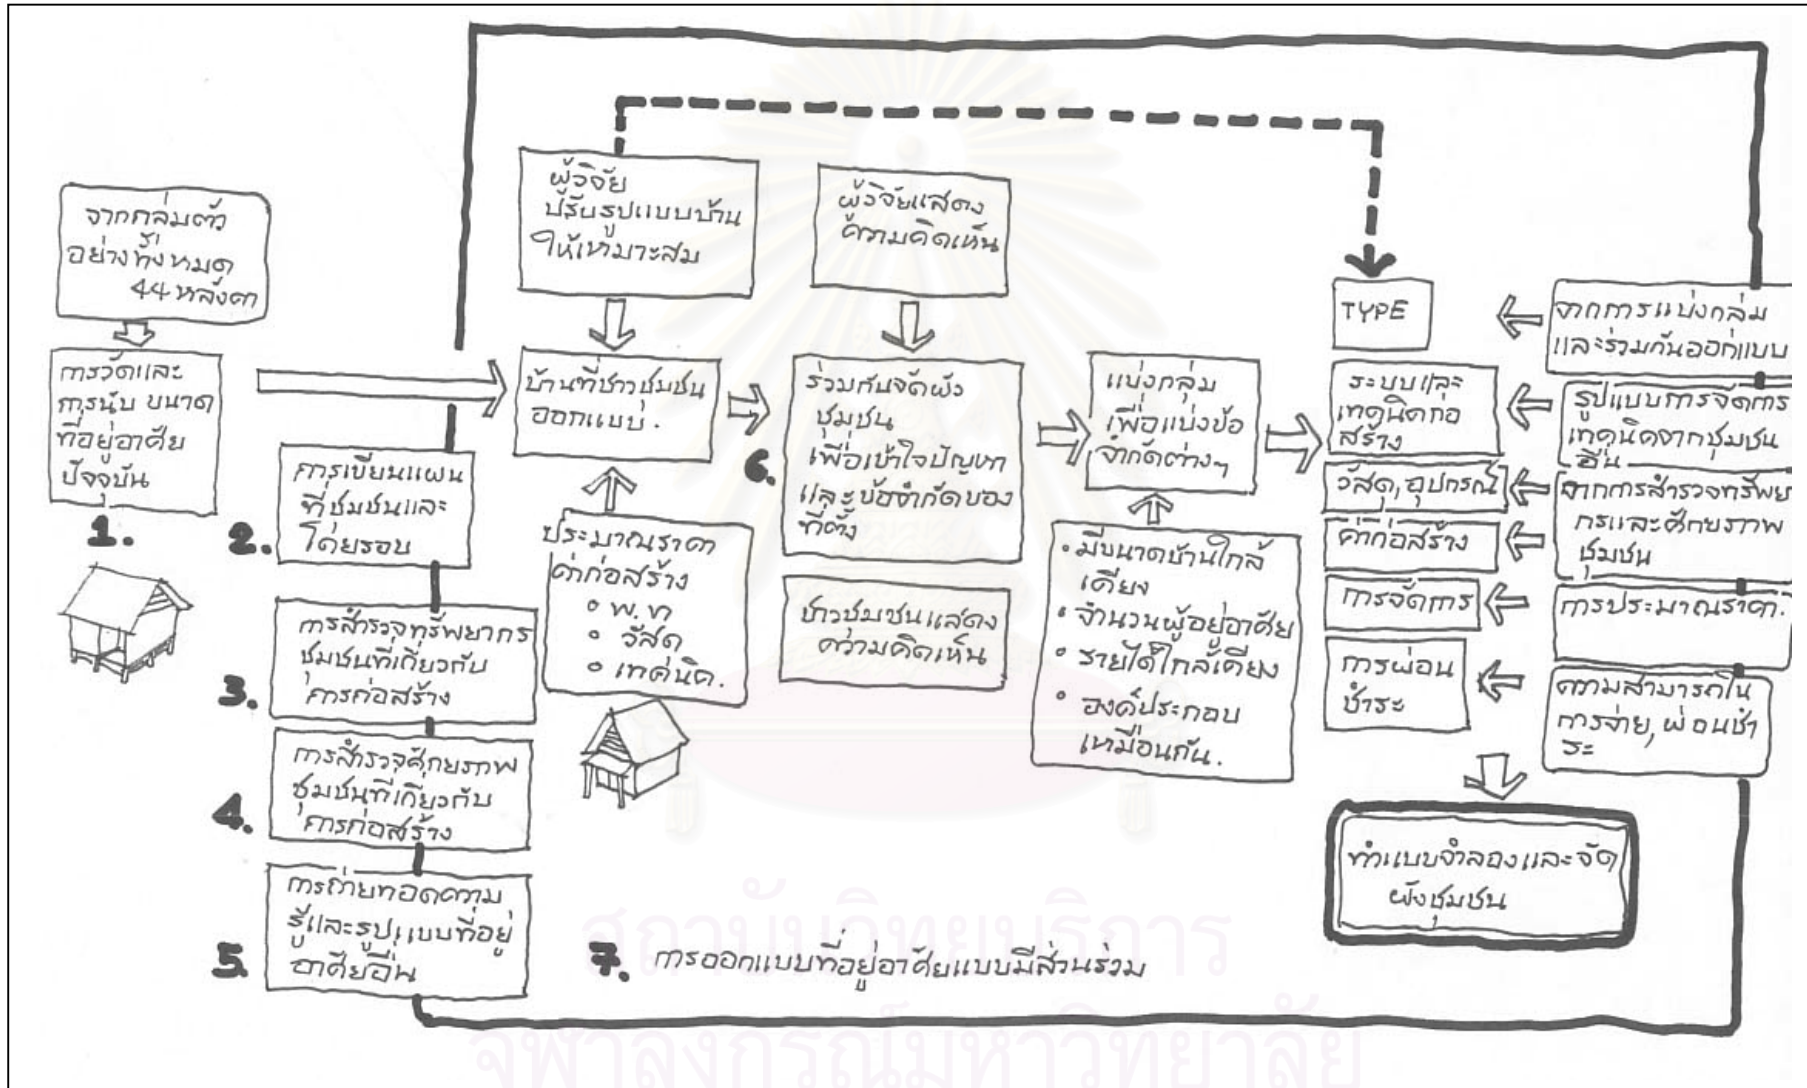 จากกลุ่มตัว
อย่างทั้งหมด
44 หลังคา
การวัดและ
การนับ ขนาด
ที่อยู่อาศัย
ปัจจุบัน
1.
2.
การเขียนแผน
ที่ชุมชนและ
โดยรอบ
3.
การสำรวจทรัพยากร
ชุมชนที่เกี่ยวกับ
การก่อสร้าง
4.
การสำรวจศักยภาพ
ชุมชนที่เกี่ยวกับ
การก่อสร้าง
5.
การถ่ายทอดความ
รู้และรูปแบบที่อยู่
อาศัยอื่น
ผู้วิจัย
ปรับรูปแบบบ้าน
ให้เหมาะสม
บ้านที่ชาวชุมชน
ออกแบบ.
ประมาณราคา
ค่าก่อสร้าง
พ.ท
วัสดุ
เทคนิค.
ผู้วิจัยแสดง
ความคิดเห็น
6.
ร่วมกันจัดผัง
ชุมชน
เพื่อเข้าใจปัญหา
และข้อจำกัดของ
ที่ตั้ง
ชาวชุมชนแสดง
ความคิดเห็น
แบ่งกลุ่ม
เพื่อแบ่งข้อ
จำกัดต่างๆ
• มีขนาดบ้านใกล้
เคียง
• จำนวนผู้อยู่อาศัย
• รายได้ใกล้เคียง
• องค์ประกอบ
เหมือนกัน.
TYPE
ระบบและ
เทคนิคก่อ
สร้าง
วัสดุ, อุปกรณ์
ค่าก่อสร้าง
การจัดการ
การผ่อน
ชำระ
จากการแบ่งกลุ่ม
และร่วมกันออกแบบ
รูปแบบการจัดการ
เทคนิคจากชุมชน
อื่น
จากการสำรวจทรัพยา
กรและศักยภาพ
ชุมชน
การประมาณราคา.
ความสามารถใน
การจ่าย, ผ่อนชำ
ระ
ทำแบบจำลองและจัด
ผังชุมชน
7. การออกแบบที่อยู่อาศัยแบบมีส่วนร่วม
สถาบันวิทยบริการ
จุฬาลงกรณ์มหาวิทยาลัย